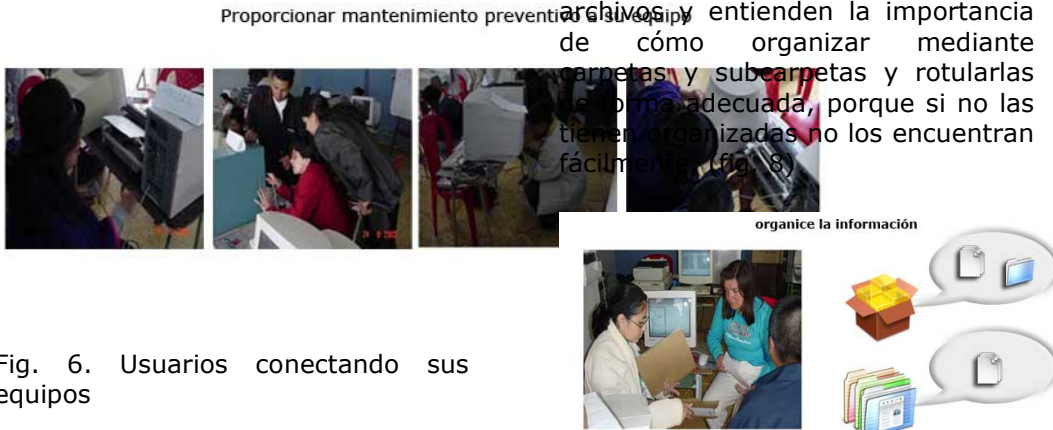 Proporcionar mantenimiento preventivo a su equipo
Fig. 6. Usuarios conectando sus
equipos
archivos y entienden la importancia
de cómo organizar mediante
carpetas y subcarpetas y rotularlas
de forma adecuada, porque si no las
tienen organizadas no los encuentran
fácilmente. (fig. 8)
organice la información